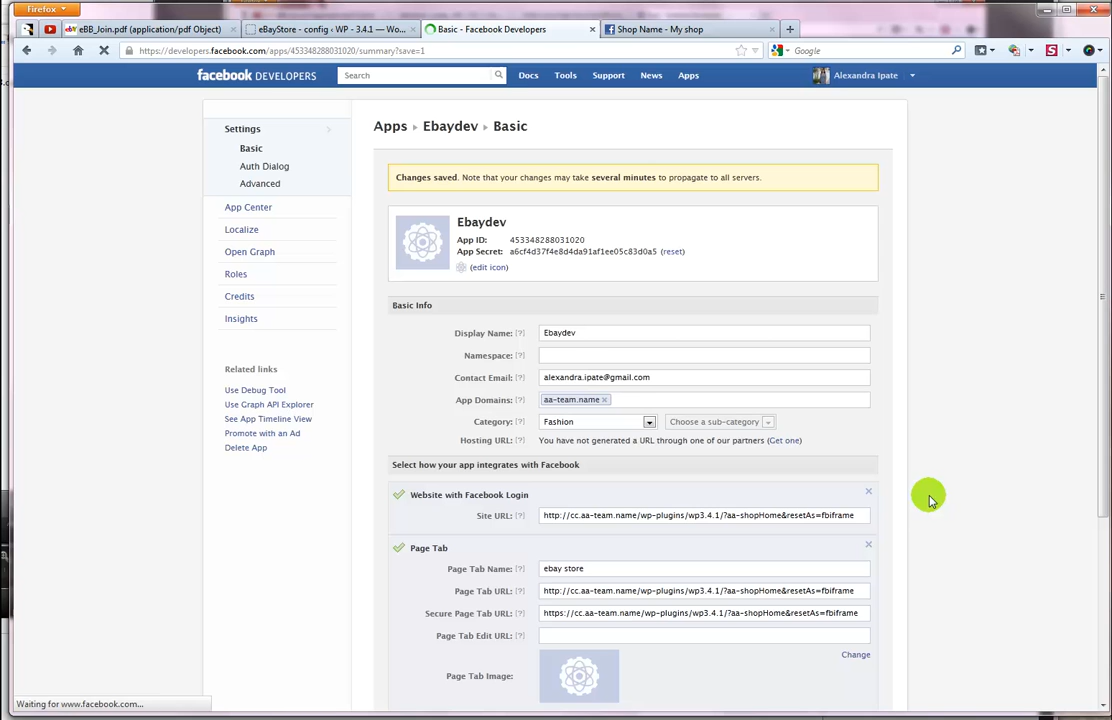 Firefox
eBB_Join.pdf (application/pdf Object)
eBayStore - config ‹ WP - 3.4.1 — Wo...
Basic - Facebook Developers
Shop Name - My shop
https://developers.facebook.com/apps/453348288031020/summary?save=1
Google
facebook DEVELOPERS
Search
Docs Tools Support News Apps
Alexandra Ipate
Settings
Basic
Auth Dialog
Advanced
App Center
Localize
Open Graph
Roles
Credits
Insights
Related links
Use Debug Tool
Use Graph API Explorer
See App Timeline View
Promote with an Ad
Delete App
Apps ▸ Ebaydev ▸ Basic
Changes saved. Note that your changes may take several minutes to propagate to all servers.
Ebaydev
App ID: 453348288031020
App Secret: a6cf4d37f4e8d4da91af1ee05c83d0a5 (reset)
(edit icon)
Basic Info
Display Name: [?] Ebaydev
Namespace: [?]
Contact Email: [?] alexandra.ipate@gmail.com
App Domains: [?] aa-team.name ×
Category: [?] Fashion Choose a sub-category
Hosting URL: [?] You have not generated a URL through one of our partners (Get one)
Select how your app integrates with Facebook
Website with Facebook Login
Site URL: [?] http://cc.aa-team.name/wp-plugins/wp3.4.1/?aa-shopHome&resetAs=fbiframe
Page Tab
Page Tab Name: [?] ebay store
Page Tab URL: [?] http://cc.aa-team.name/wp-plugins/wp3.4.1/?aa-shopHome&resetAs=fbiframe
Secure Page Tab URL: [?] https://cc.aa-team.name/wp-plugins/wp3.4.1/?aa-shopHome&resetAs=fbiframe
Page Tab Edit URL: [?]
Change
Page Tab Image: [?]
Waiting for www.facebook.com...